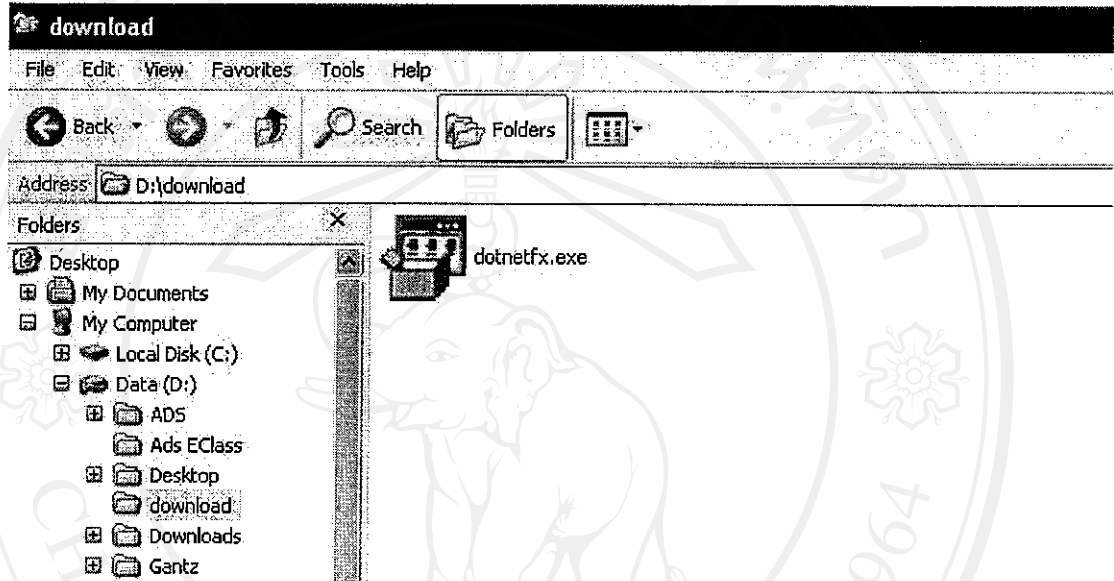 download
File Edit View Favorites Tools Help
Back Search Folders
Address D:\download
Folders
dotnetfx.exe
Desktop
My Documents
My Computer
Local Disk (C:)
Data (D:)
ADS
Ads EClass
Desktop
download
Downloads
Gantz
1964